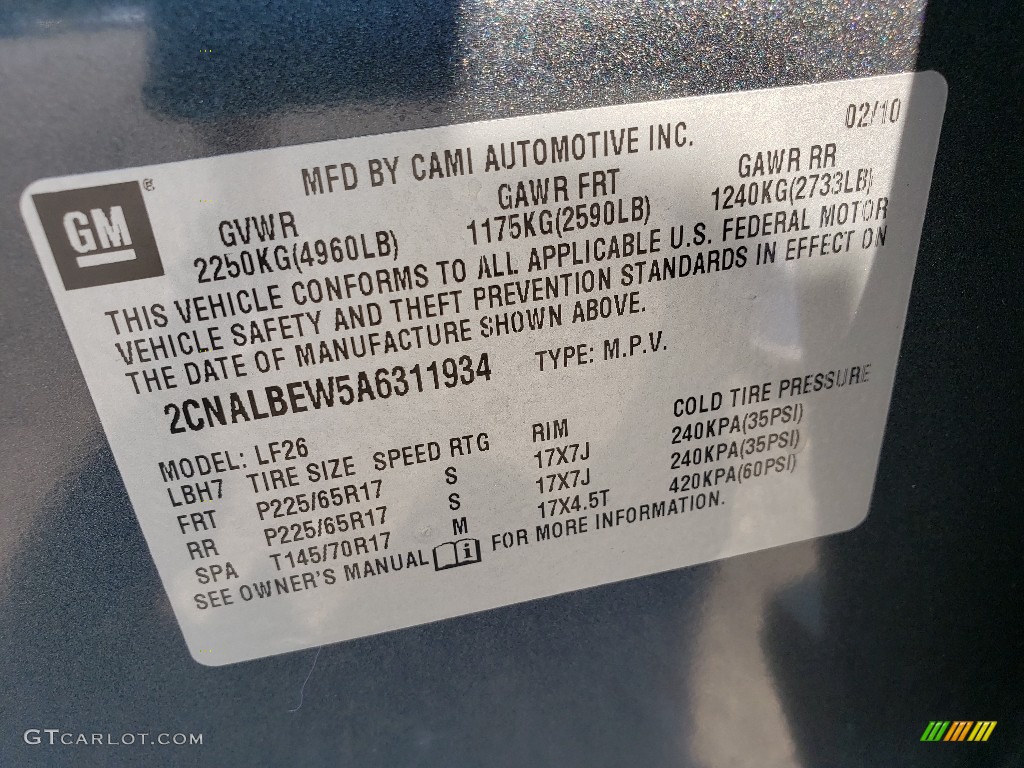 02/10
MFD BY CAMI AUTOMOTIVE INC.
GM ®
GVWR GAWR FRT GAWR RR
2250KG(4960LB) 1175KG(2590LB) 1240KG(2733LB)
THIS VEHICLE CONFORMS TO ALL APPLICABLE U.S. FEDERAL MOTOR
VEHICLE SAFETY AND THEFT PREVENTION STANDARDS IN EFFECT ON
THE DATE OF MANUFACTURE SHOWN ABOVE.
2CNALBEW5A6311934 TYPE: M.P.V.
MODEL: LF26
LBH7 TIRE SIZE SPEED RTG RIM COLD TIRE PRESSURE
FRT P225/65R17 S 17X7J 240KPA(35PSI)
RR P225/65R17 S 17X7J 240KPA(35PSI)
SPA T145/70R17 M 17X4.5T 420KPA(60PSI)
SEE OWNER'S MANUAL i FOR MORE INFORMATION.
GTCARLOT.COM